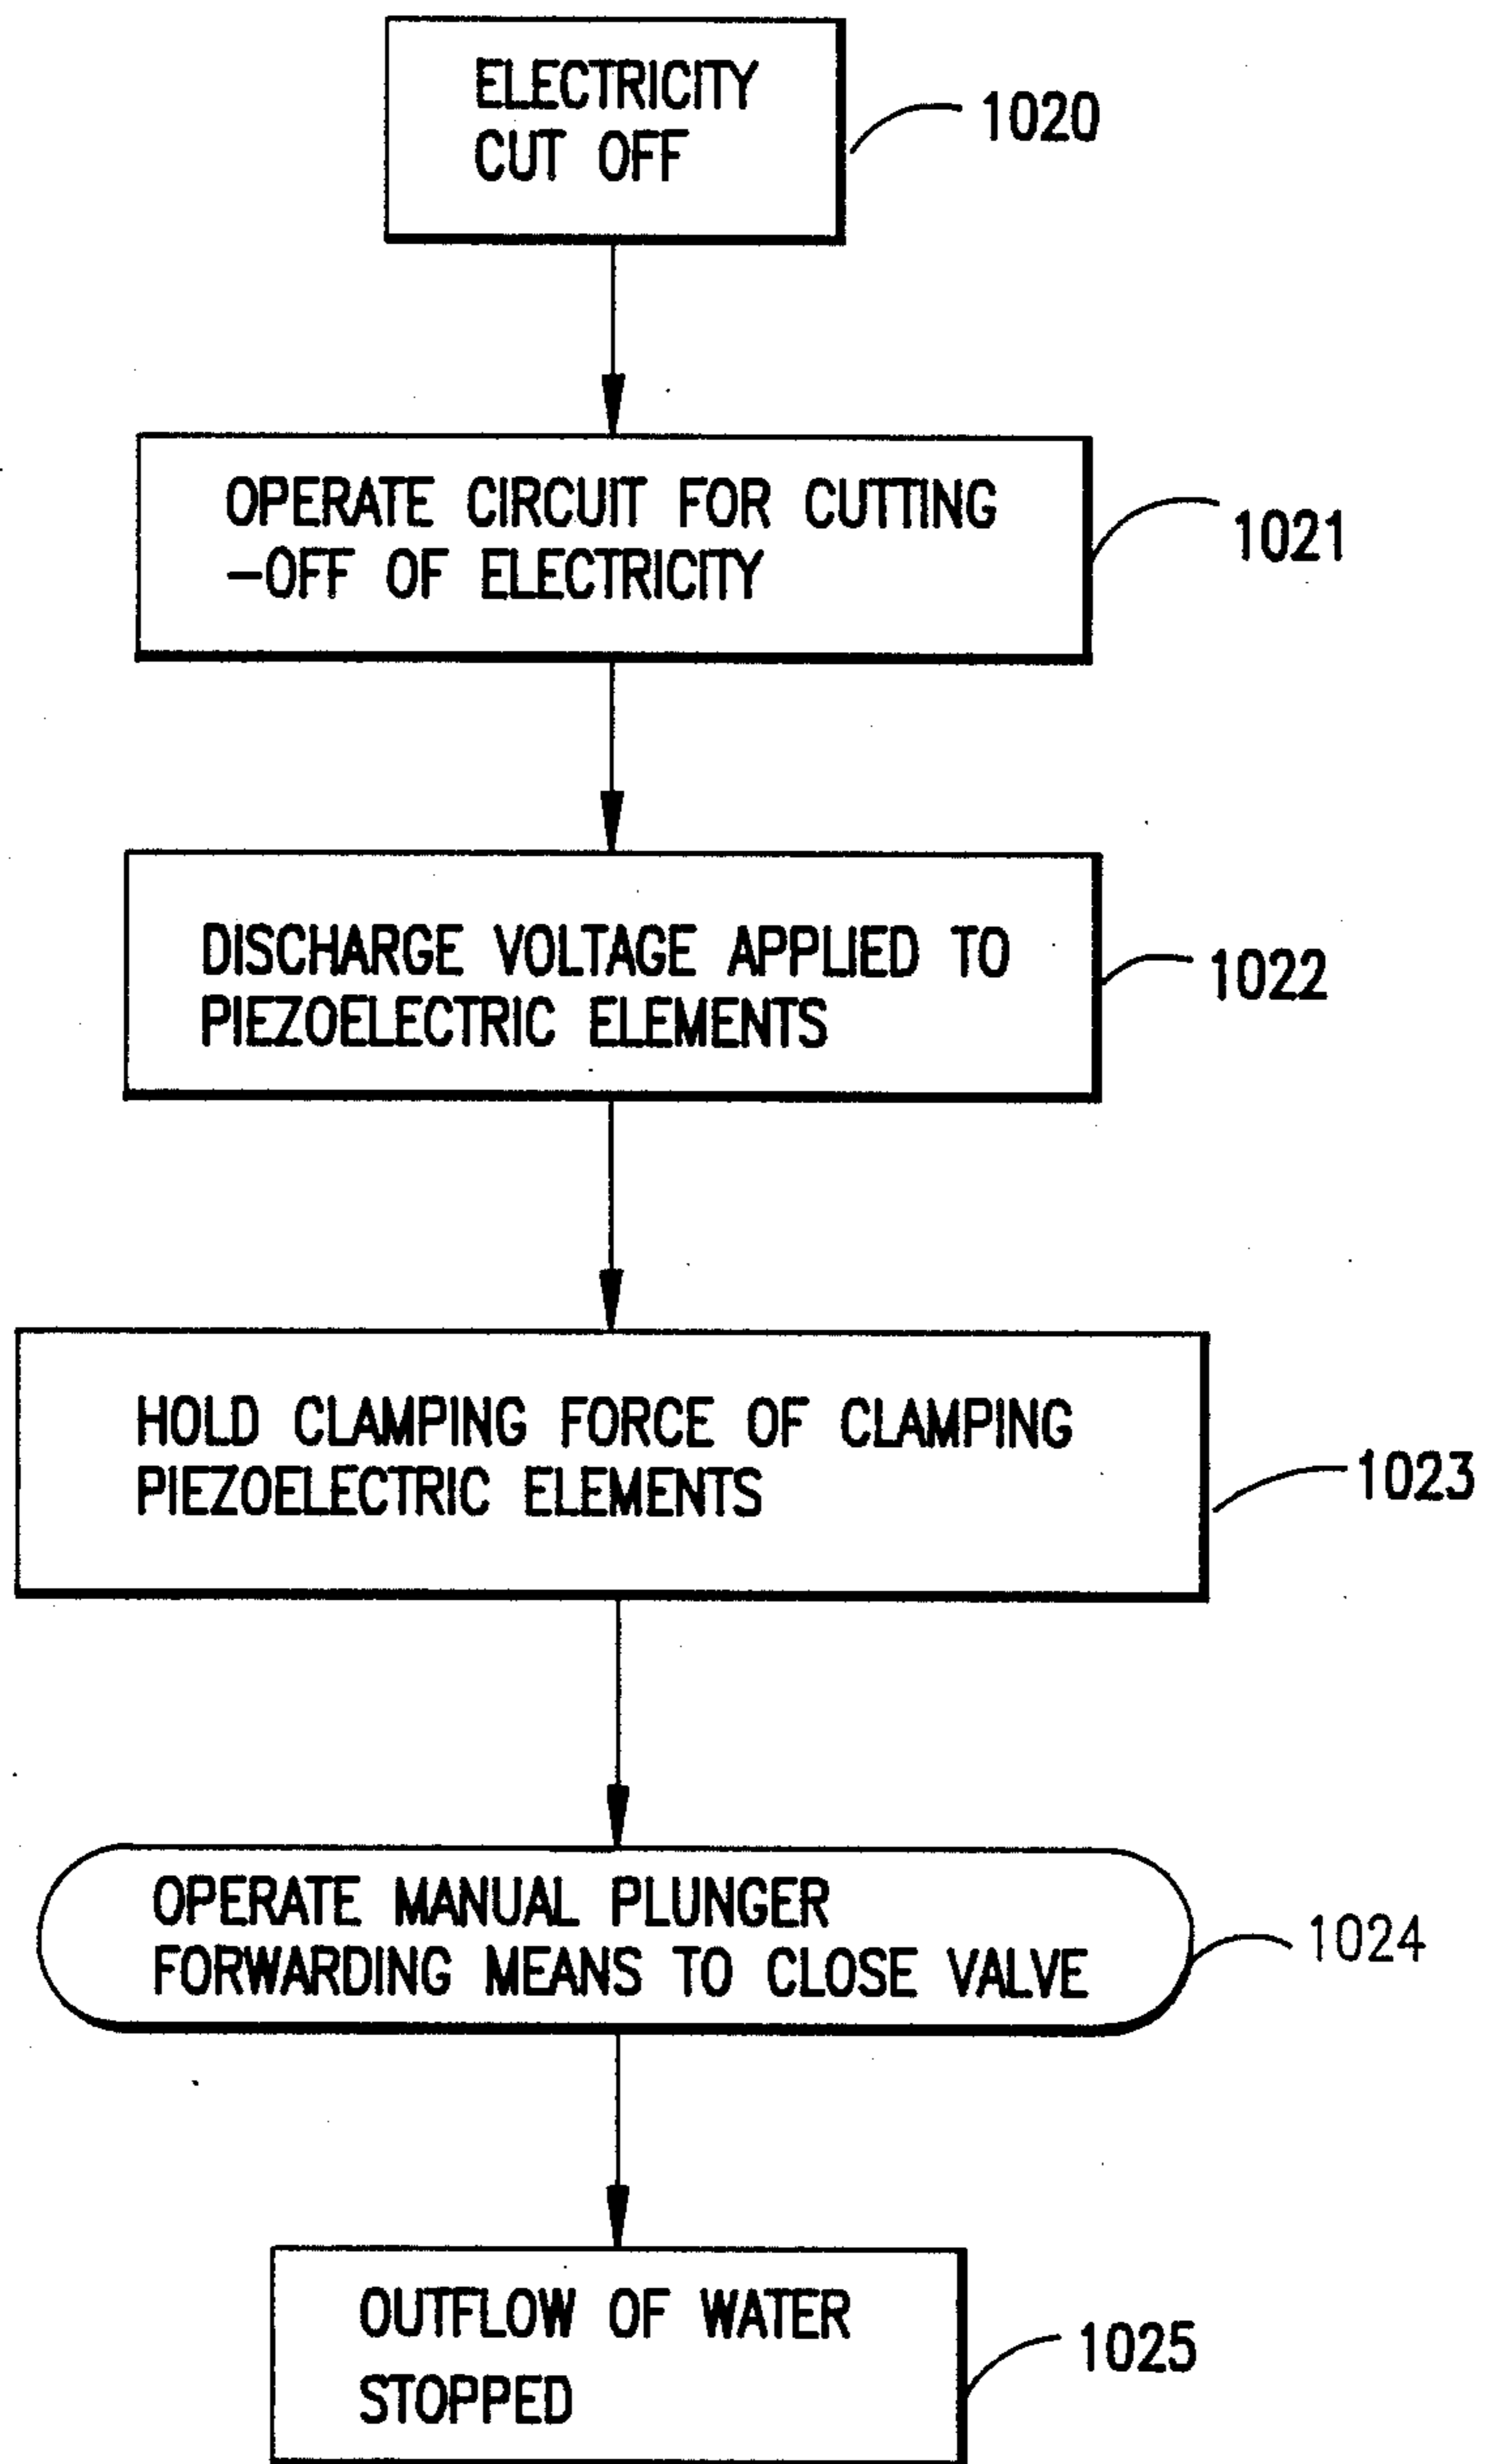 ELECTRICITY
CUT OFF
1020
OPERATE CIRCUIT FOR CUTTING
-OFF OF ELECTRICITY
1021
DISCHARGE VOLTAGE APPLIED TO
PIEZOELECTRIC ELEMENTS
1022
HOLD CLAMPING FORCE OF CLAMPING
PIEZOELECTRIC ELEMENTS
1023
OPERATE MANUAL PLUNGER
FORWARDING MEANS TO CLOSE VALVE
1024
OUTFLOW OF WATER
STOPPED
1025